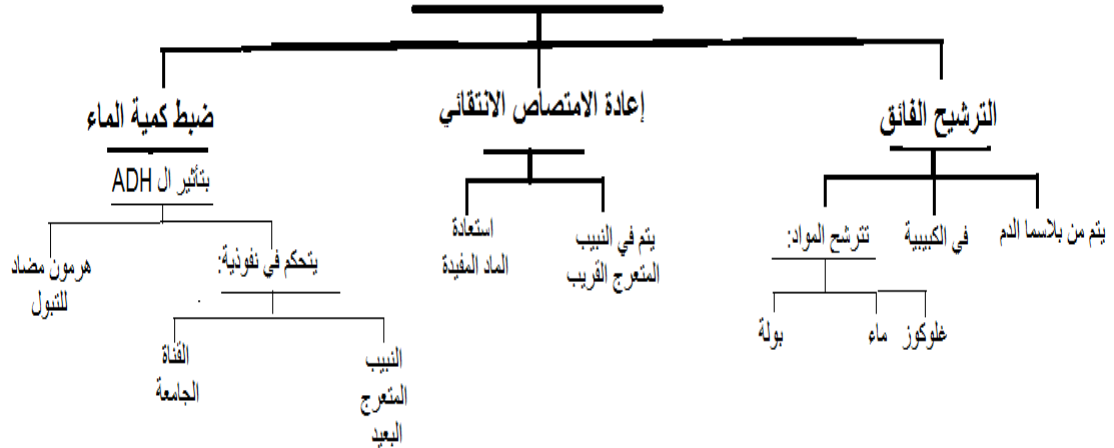 الترشيح الفائق
إعادة الامتصاص الانتقائي
ضبط كمية الماء
يتم من بلاسما الدم
في الكبيبية
تترشح المواد:
غلوكوز
ماء
بولة
يتم في النبيب
المتعرج القريب
استعادة
الماد المفيدة
بتأثير ال ADH
يتحكم في نفوذية:
هرمون مضاد
للتبول
النبيب
المتعرج
البعيد
القناة
الجامعة